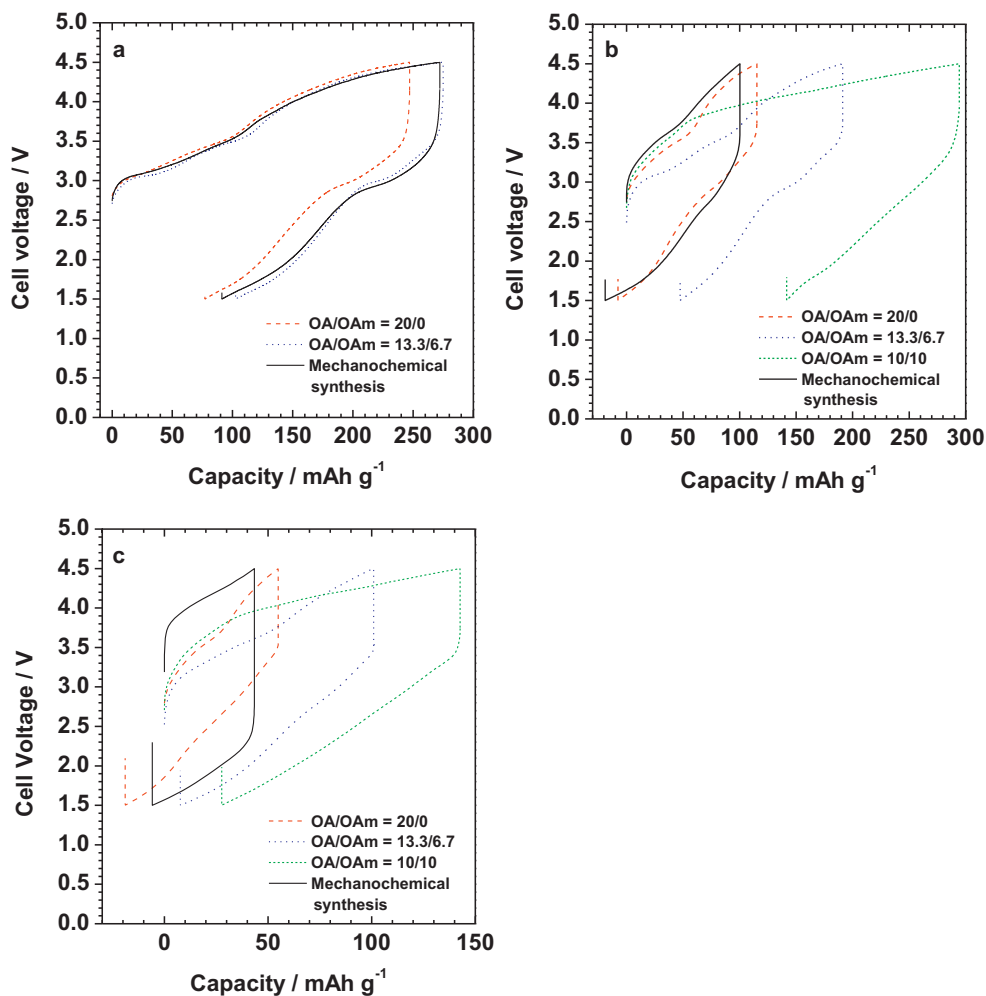 a
5.0
4.5
4.0
3.5
3.0
2.5
2.0
1.5
1.0
0.5
0.0
Cell voltage / V
OA/OAm = 20/0
OA/OAm = 13.3/6.7
Mechanochemical
synthesis
0 50 100 150 200 250 300
Capacity / mAh g-1
b
5.0
4.5
4.0
3.5
3.0
2.5
2.0
1.5
1.0
0.5
0.0
Cell voltage / V
OA/OAm = 20/0
OA/OAm = 13.3/6.7
OA/OAm = 10/10
Mechanochemical
synthesis
0 50 100 150 200 250 300
Capacity / mAh g-1
c
5.0
4.5
4.0
3.5
3.0
2.5
2.0
1.5
1.0
0.5
0.0
Cell Voltage / V
OA/OAm = 20/0
OA/OAm = 13.3/6.7
OA/OAm = 10/10
Mechanochemical
synthesis
0 50 100 150
Capacity / mAh g-1